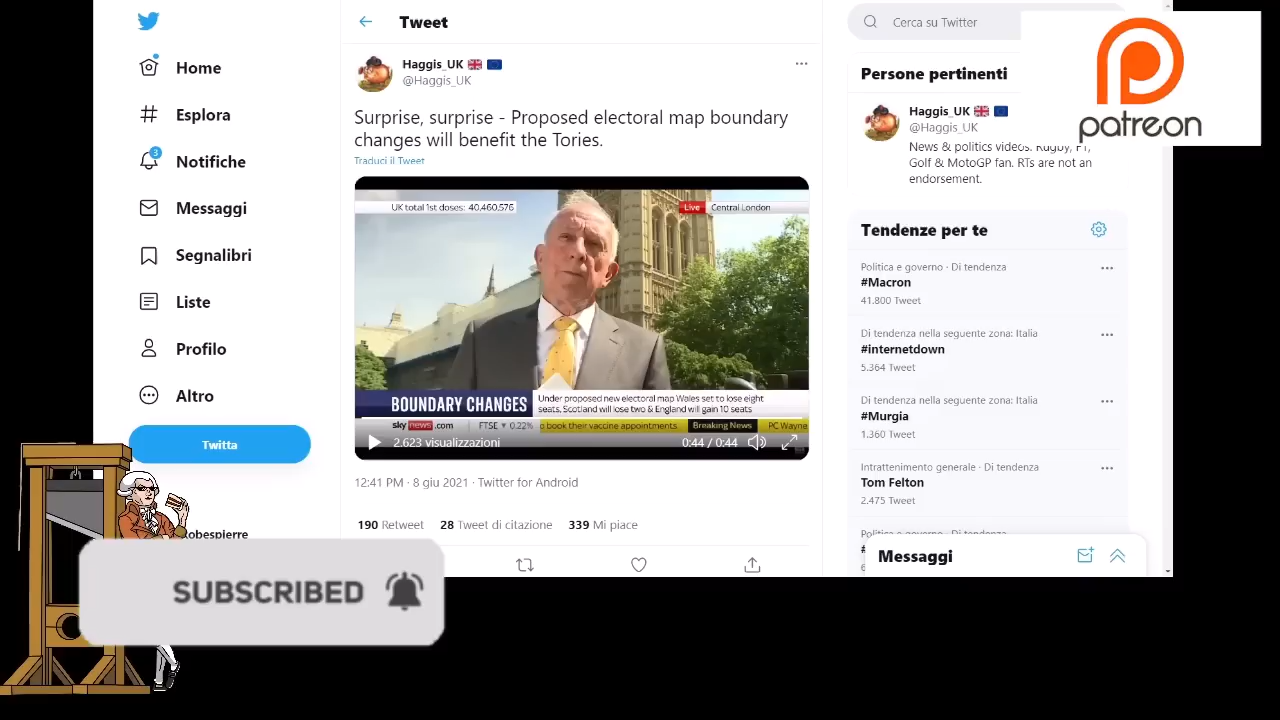 Tweet
Cerca su Twitter
patreon
Home
Esplora
Notifiche
3
Messaggi
Segnalibri
Liste
Profilo
Altro
Twitta
Haggis_UK
@Haggis_UK
Surprise, surprise - Proposed electoral map boundary
changes will benefit the Tories.
Traduci il Tweet
UK total 1st doses: 40,460,576
Live Central London
BOUNDARY CHANGES
Under proposed new electoral map Wales set to lose eight
seats, Scotland will lose two & England will gain 10 seats
sky news.com FTSE ▼ 0.22% o book their vaccine appointments Breaking News PC Wayne
2.623 visualizzazioni 0:44 / 0:44
12:41 PM · 8 giu 2021 · Twitter for Android
190 Retweet 28 Tweet di citazione 339 Mi piace
Persone pertinenti
Haggis_UK
@Haggis_UK
News & politics videos. Rugby, F1,
Golf & MotoGP fan. RTs are not an
endorsement.
Tendenze per te
Politica e governo · Di tendenza
#Macron
41.800 Tweet
Di tendenza nella seguente zona: Italia
#internetdown
5.364 Tweet
Di tendenza nella seguente zona: Italia
#Murgia
1.360 Tweet
Intrattenimento generale · Di tendenza
Tom Felton
2.475 Tweet
Messaggi
SUBSCRIBED